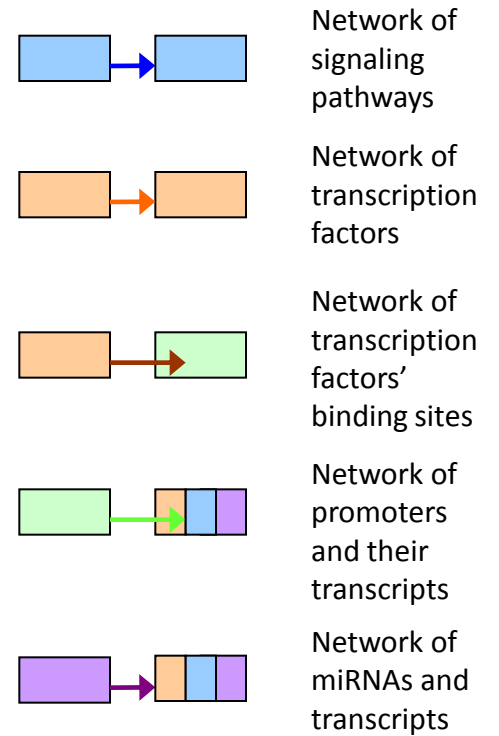 Network of
signaling
pathways
Network of
transcription
factors
Network of
transcription
factors’
binding sites
Network of
promoters
and their
transcripts
Network of
miRNAs and
transcripts